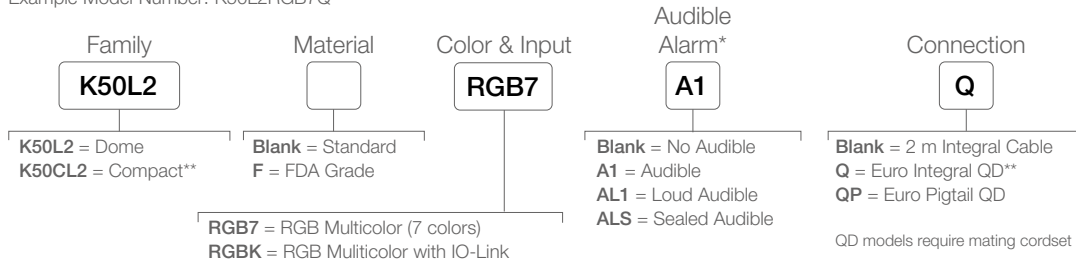 Example Model Number: K50L2RGB7Q
Family
Material
Color & Input
Audible
Alarm*
Connection
K50L2
RGB7
A1
Q
K50L2 = Dome
K50CL2 = Compact**
Blank = Standard
F = FDA Grade
RGB7 = RGB Multicolor (7 colors)
RGBK = RGB Muliticolor with IO-Link
Blank = No Audible
A1 = Audible
AL1 = Loud Audible
ALS = Sealed Audible
Blank = 2 m Integral Cable
Q = Euro Integral QD**
QP = Euro Pigtail QD
QD models require mating cordset